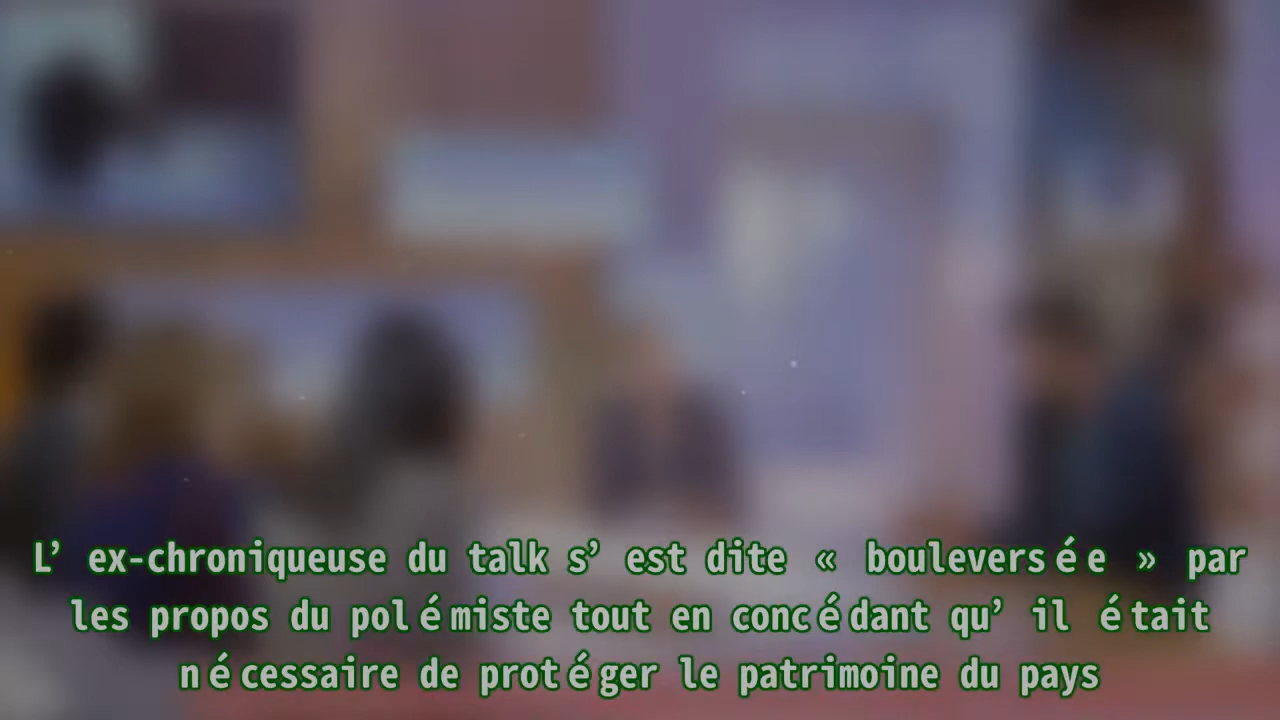 L’ex-chroniqueuse du talk s’est dite « bouleversée » par
les propos du polémiste tout en concédant qu’il était
nécessaire de protéger le patrimoine du pays